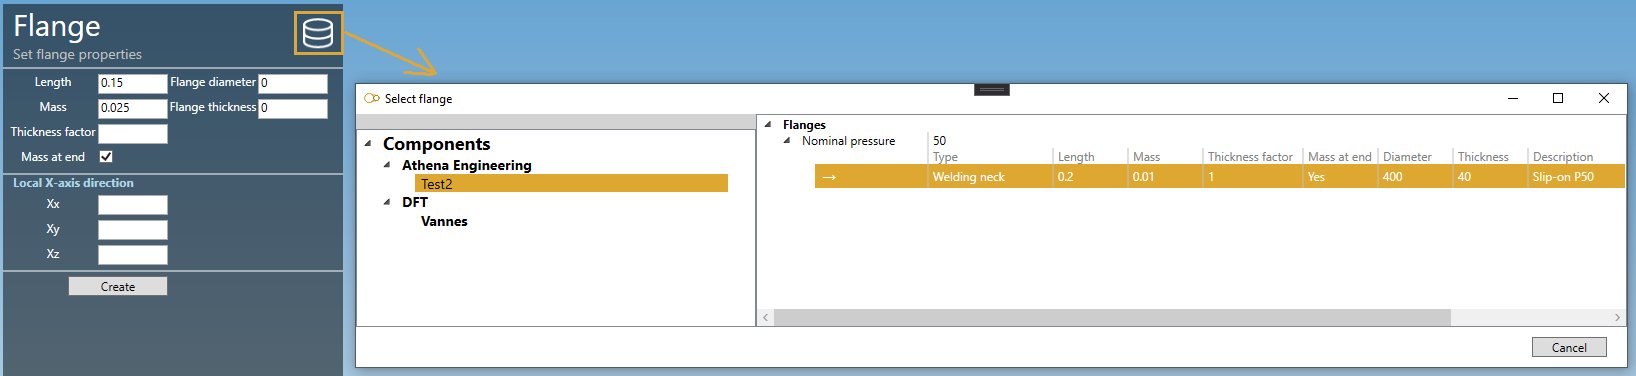 Flange
Set flange properties
Length 0.15 Flange diameter 0
Mass 0.025 Flange thickness 0
Thickness factor
Mass at end
Local X-axis direction
Xx
Xy
Xz
Create
Select flange
Components
Athena Engineering
Test2
DFT
Vannes
Flanges
Nominal pressure 50
Type Length Mass Thickness factor Mass at end Diameter Thickness Description
→ Welding neck 0.2 0.01 1 Yes 400 40 Slip-on P50
Cancel